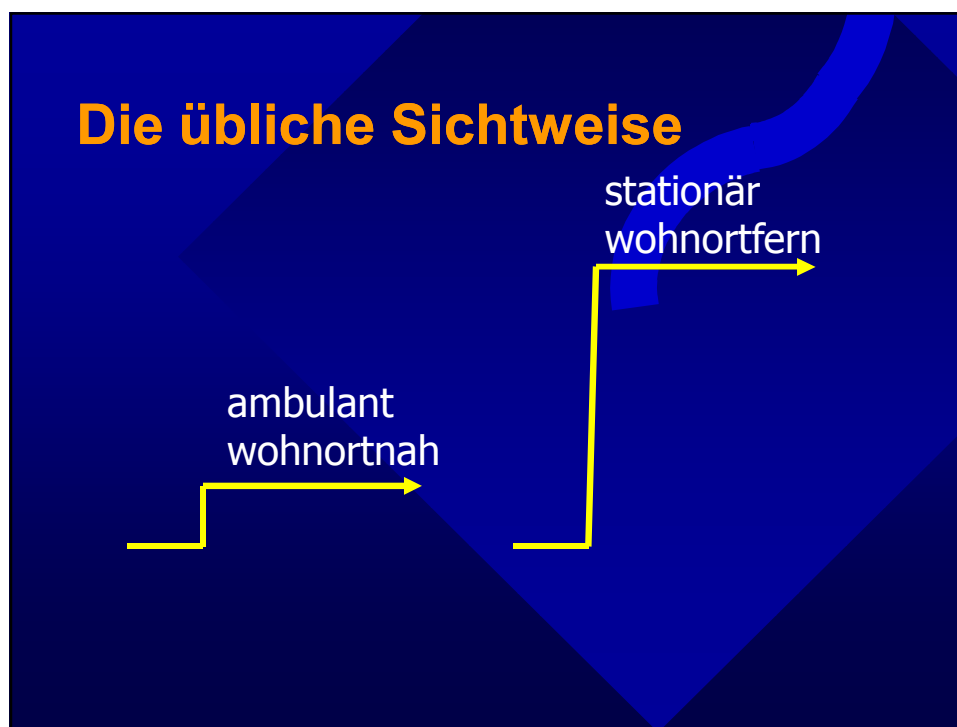 Die übliche Sichtweise
stationär
wohnortfern
ambulant
wohnortnah